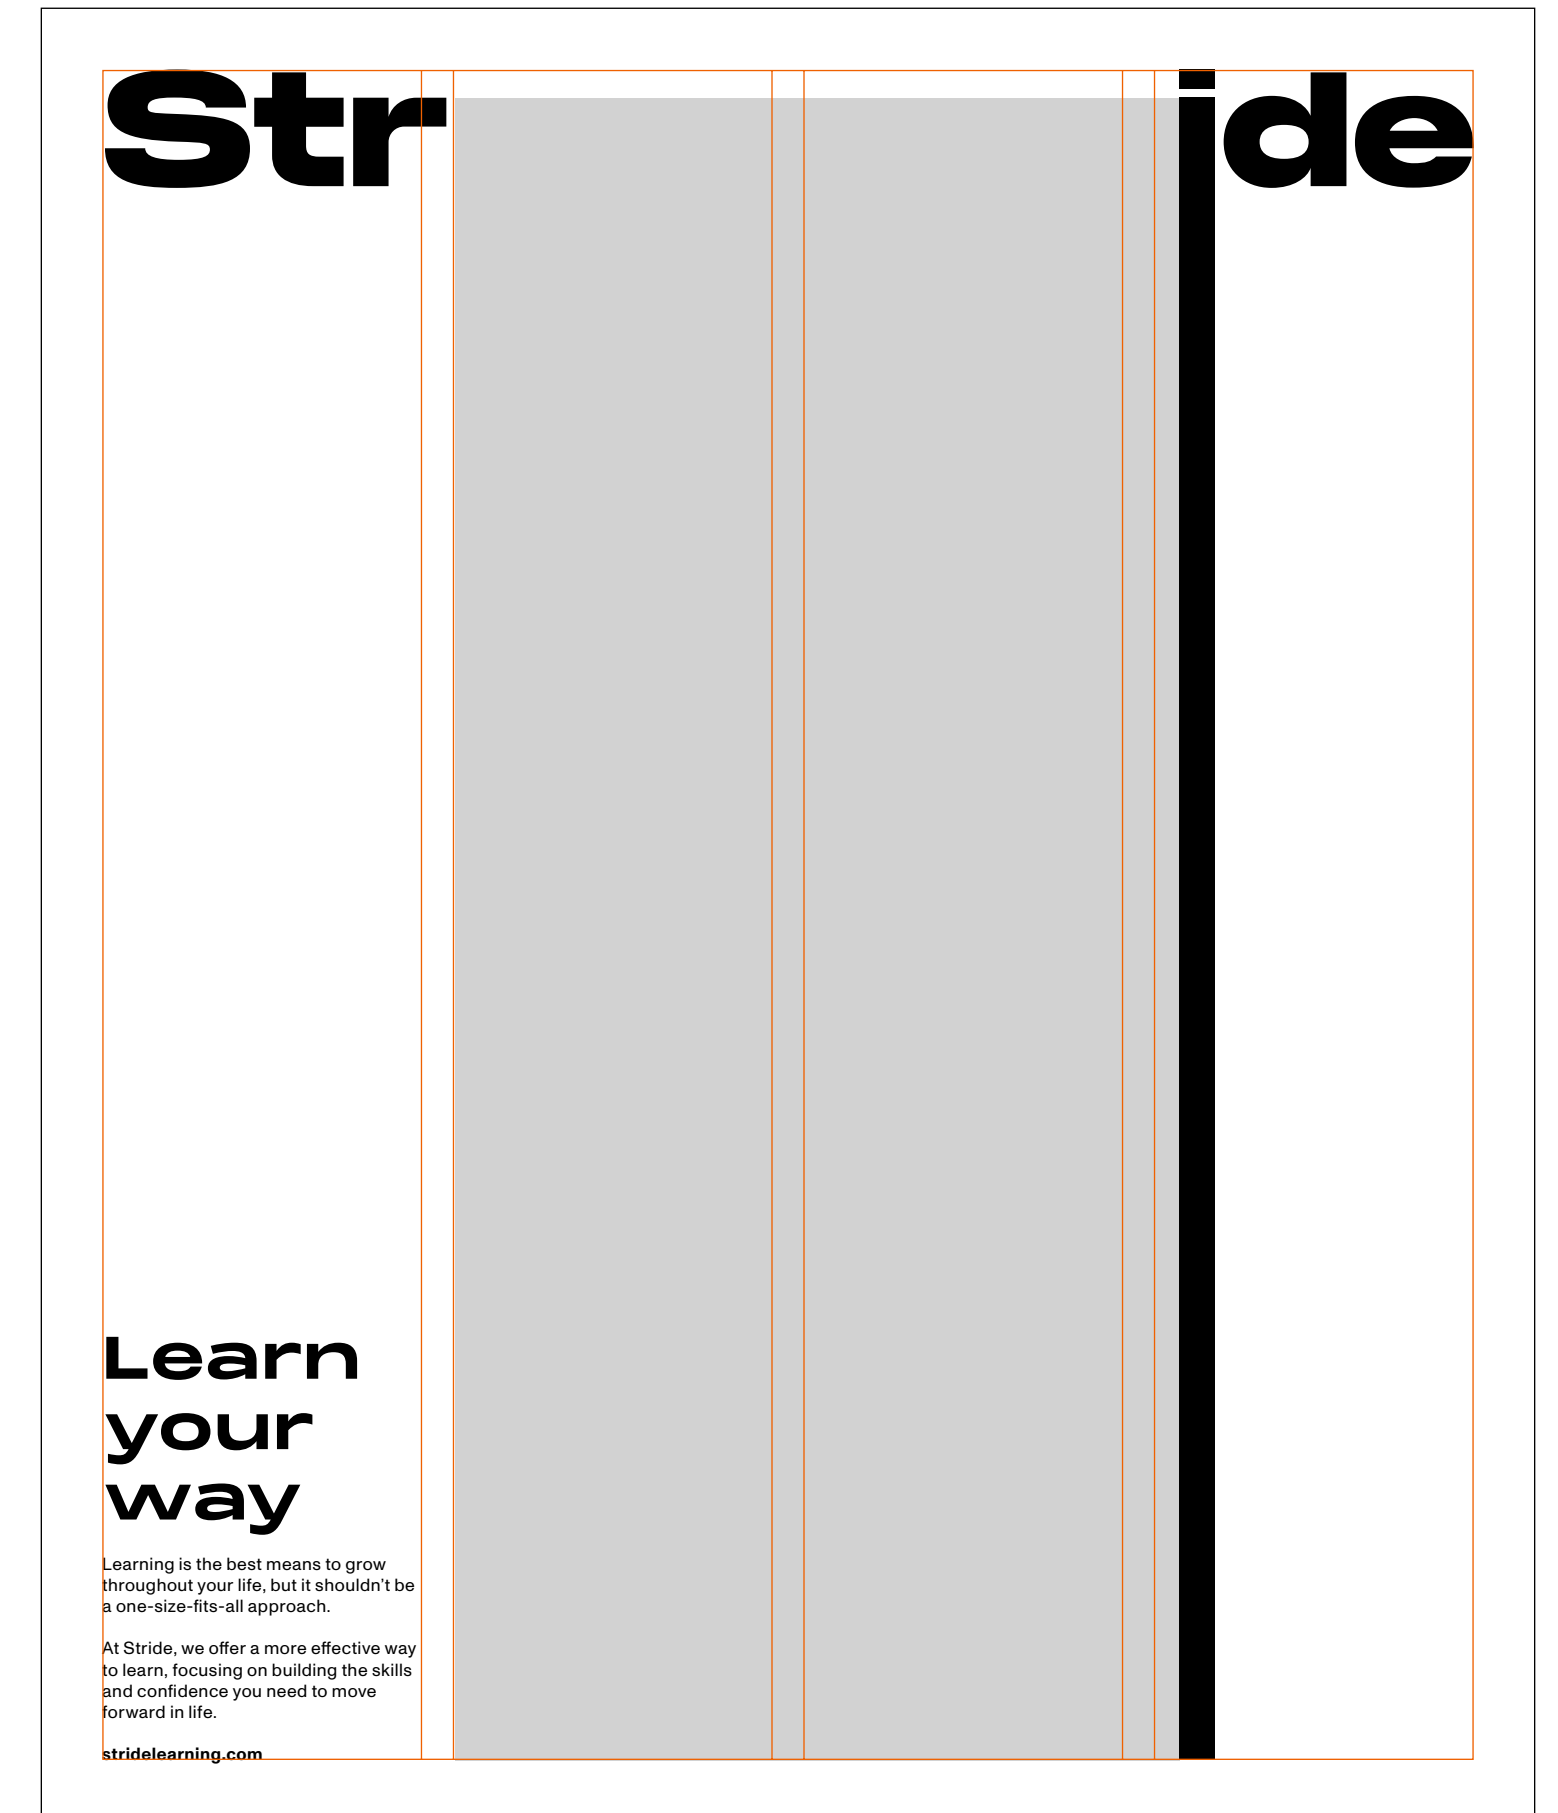 Stride
Learn
your
way
Learning is the best means to grow
throughout your life, but it shouldn’t be
a one-size-fits-all approach.
At Stride, we offer a more effective way
to learn, focusing on building the skills
and confidence you need to move
forward in life.
stridelearning.com